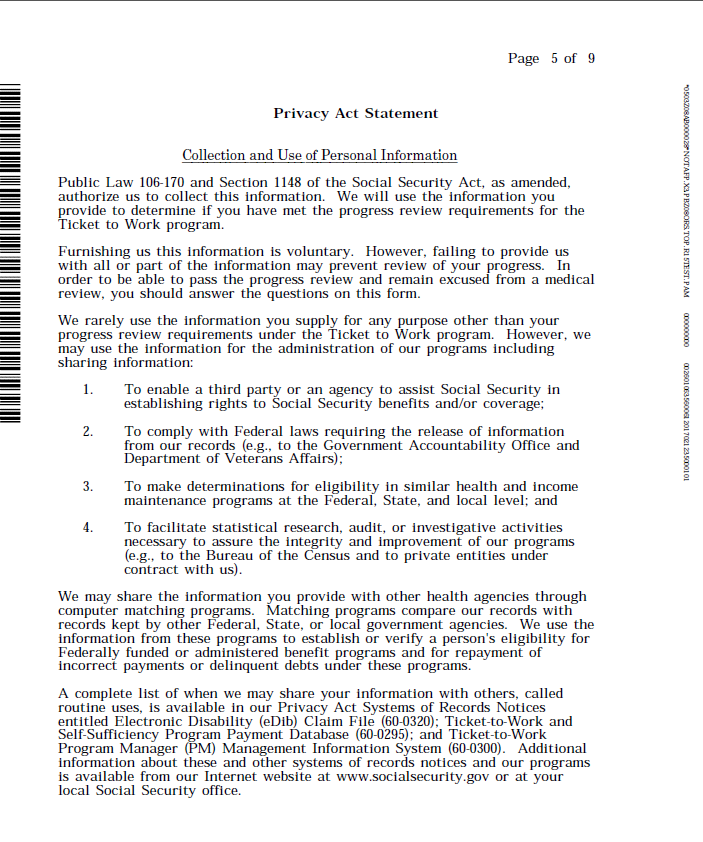 Page 5 of 9
Privacy Act Statement
Collection and Use of Personal Information
Public Law 106-170 and Section 1148 of the Social Security Act, as amended,
authorize us to collect this information. We will use the information you
provide to determine if you have met the progress review requirements for the
Ticket to Work program.
Furnishing us this information is voluntary. However, failing to provide us
with all or part of the information may prevent review of your progress. In
order to be able to pass the progress review and remain excused from a medical
review, you should answer the questions on this form.
We rarely use the information you supply for any purpose other than your
progress review requirements under the Ticket to Work program. However, we
may use the information for the administration of our programs including
sharing information:
1. To enable a third party or an agency to assist Social Security in
establishing rights to Social Security benefits and/or coverage;
2. To comply with Federal laws requiring the release of information
from our records (e.g., to the Government Accountability Office and
Department of Veterans Affairs);
3. To make determinations for eligibility in similar health and income
maintenance programs at the Federal, State, and local level; and
4. To facilitate statistical research, audit, or investigative activities
necessary to assure the integrity and improvement of our programs
(e.g., to the Bureau of the Census and to private entities under
contract with us).
We may share the information you provide with other health agencies through
computer matching programs. Matching programs compare our records with
records kept by other Federal, State, or local government agencies. We use the
information from these programs to establish or verify a person's eligibility for
Federally funded or administered benefit programs and for repayment of
incorrect payments or delinquent debts under these programs.
A complete list of when we may share your information with others, called
routine uses, is available in our Privacy Act Systems of Records Notices
entitled Electronic Disability (eDib) Claim File (60-0320); Ticket-to-Work and
Self-Sufficiency Program Payment Database (60-0295); and Ticket-to-Work
Program Manager (PM) Management Information System (60-0300). Additional
information about these and other systems of records notices and our programs
is available from our Internet website at www.socialsecurity.gov or at your
local Social Security office.